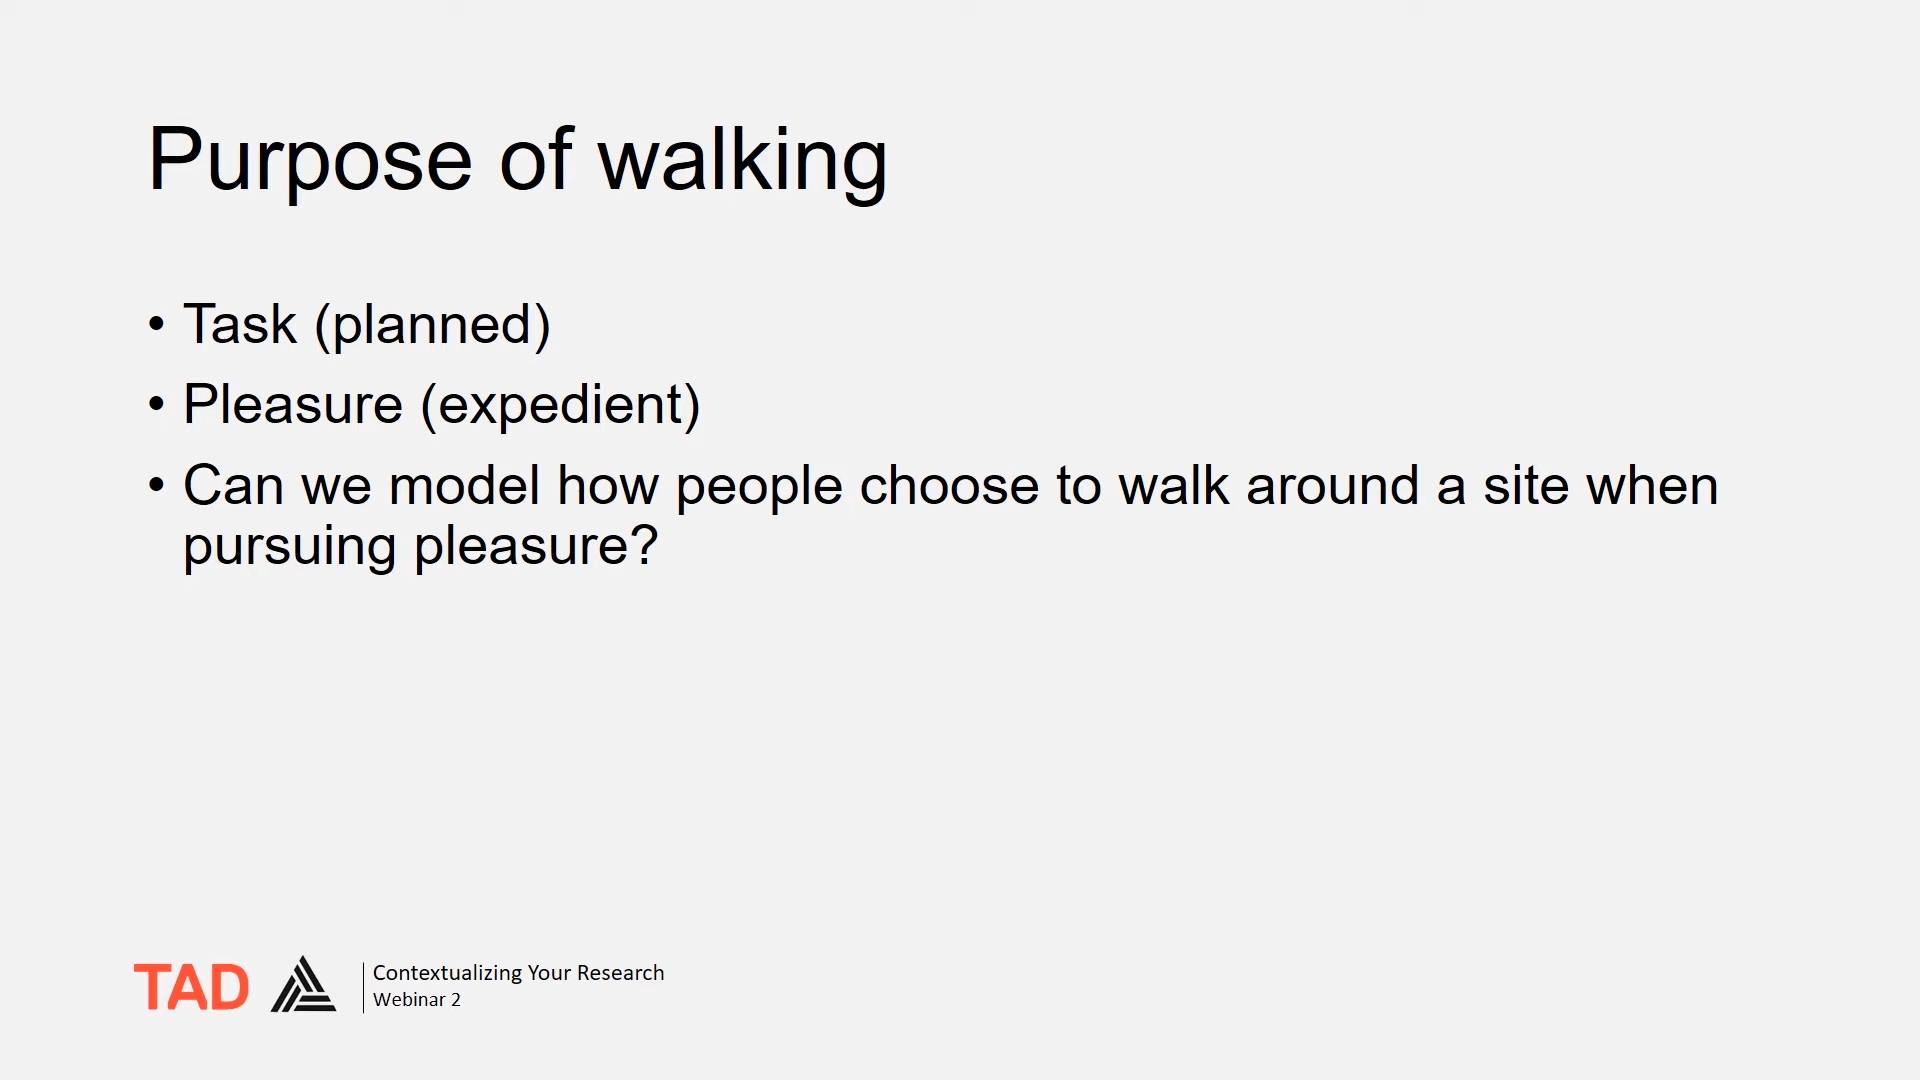 Purpose of walking
• Task (planned)
• Pleasure (expedient)
• Can we model how people choose to walk around a site when
pursuing pleasure?
TAD
Contextualizing Your Research
Webinar 2